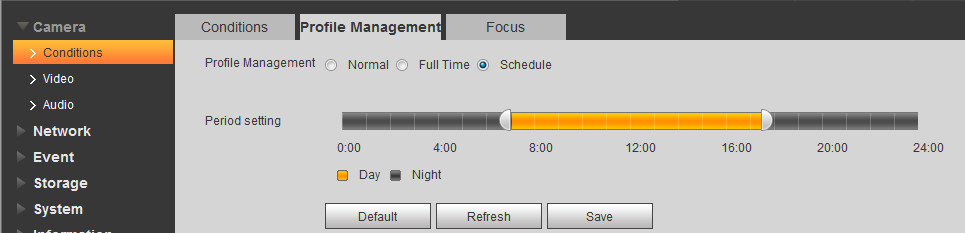 Camera
Conditions
Video
Audio
Network
Event
Storage
System
Information
Conditions Profile Management Focus
Profile Management Normal Full Time Schedule
Period setting
0:00 4:00 8:00 12:00 16:00 20:00 24:00
Day Night
Default Refresh Save